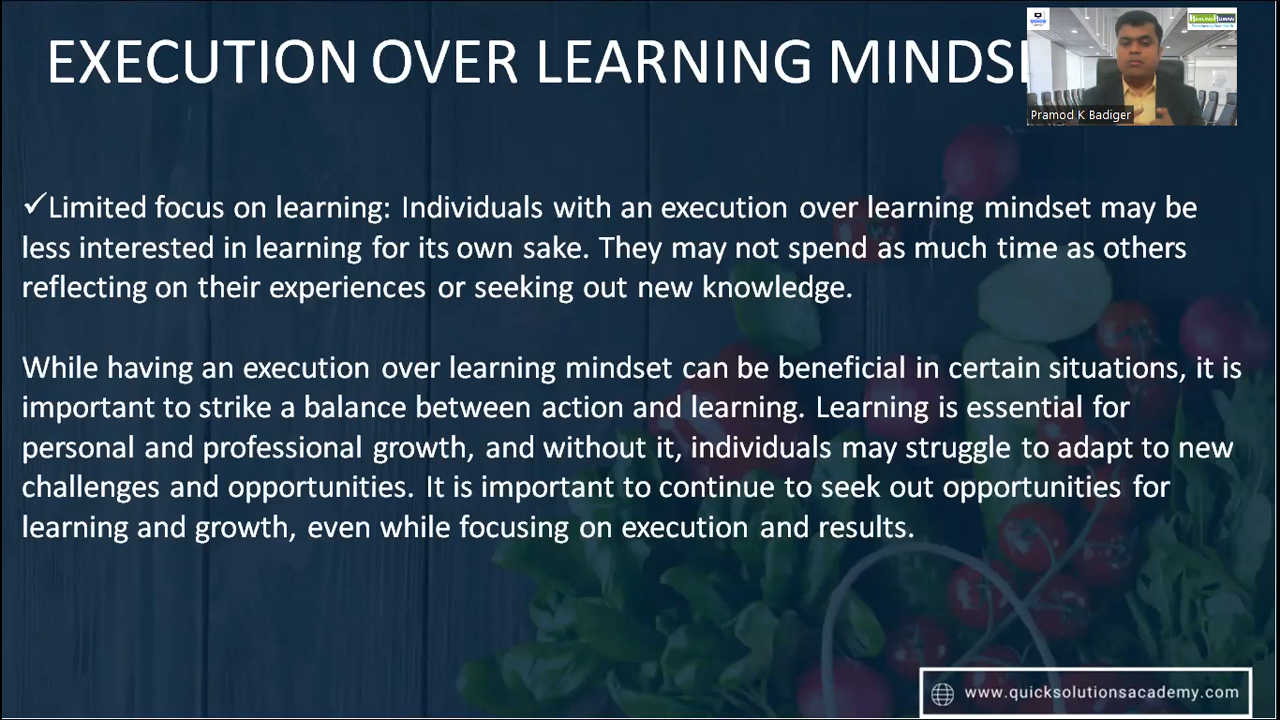 EXECUTION OVER LEARNING MINDS
HEALING HUMAN
Pramod K Badiger
✓Limited focus on learning: Individuals with an execution over learning mindset may be
less interested in learning for its own sake. They may not spend as much time as others
reflecting on their experiences or seeking out new knowledge.
While having an execution over learning mindset can be beneficial in certain situations, it is
important to strike a balance between action and learning. Learning is essential for
personal and professional growth, and without it, individuals may struggle to adapt to new
challenges and opportunities. It is important to continue to seek out opportunities for
learning and growth, even while focusing on execution and results.
www.quicksolutionsacademy.com